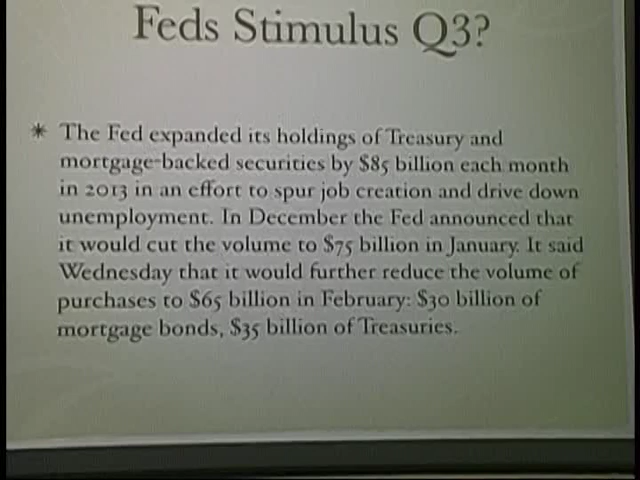 Feds Stimulus Q3?
* The Fed expanded its holdings of Treasury and
mortgage-backed securities by $85 billion each month
in 2013 in an effort to spur job creation and drive down
unemployment. In December the Fed announced that
it would cut the volume to $75 billion in January. It said
Wednesday that it would further reduce the volume of
purchases to $65 billion in February: $30 billion of
mortgage bonds, $35 billion of Treasuries.